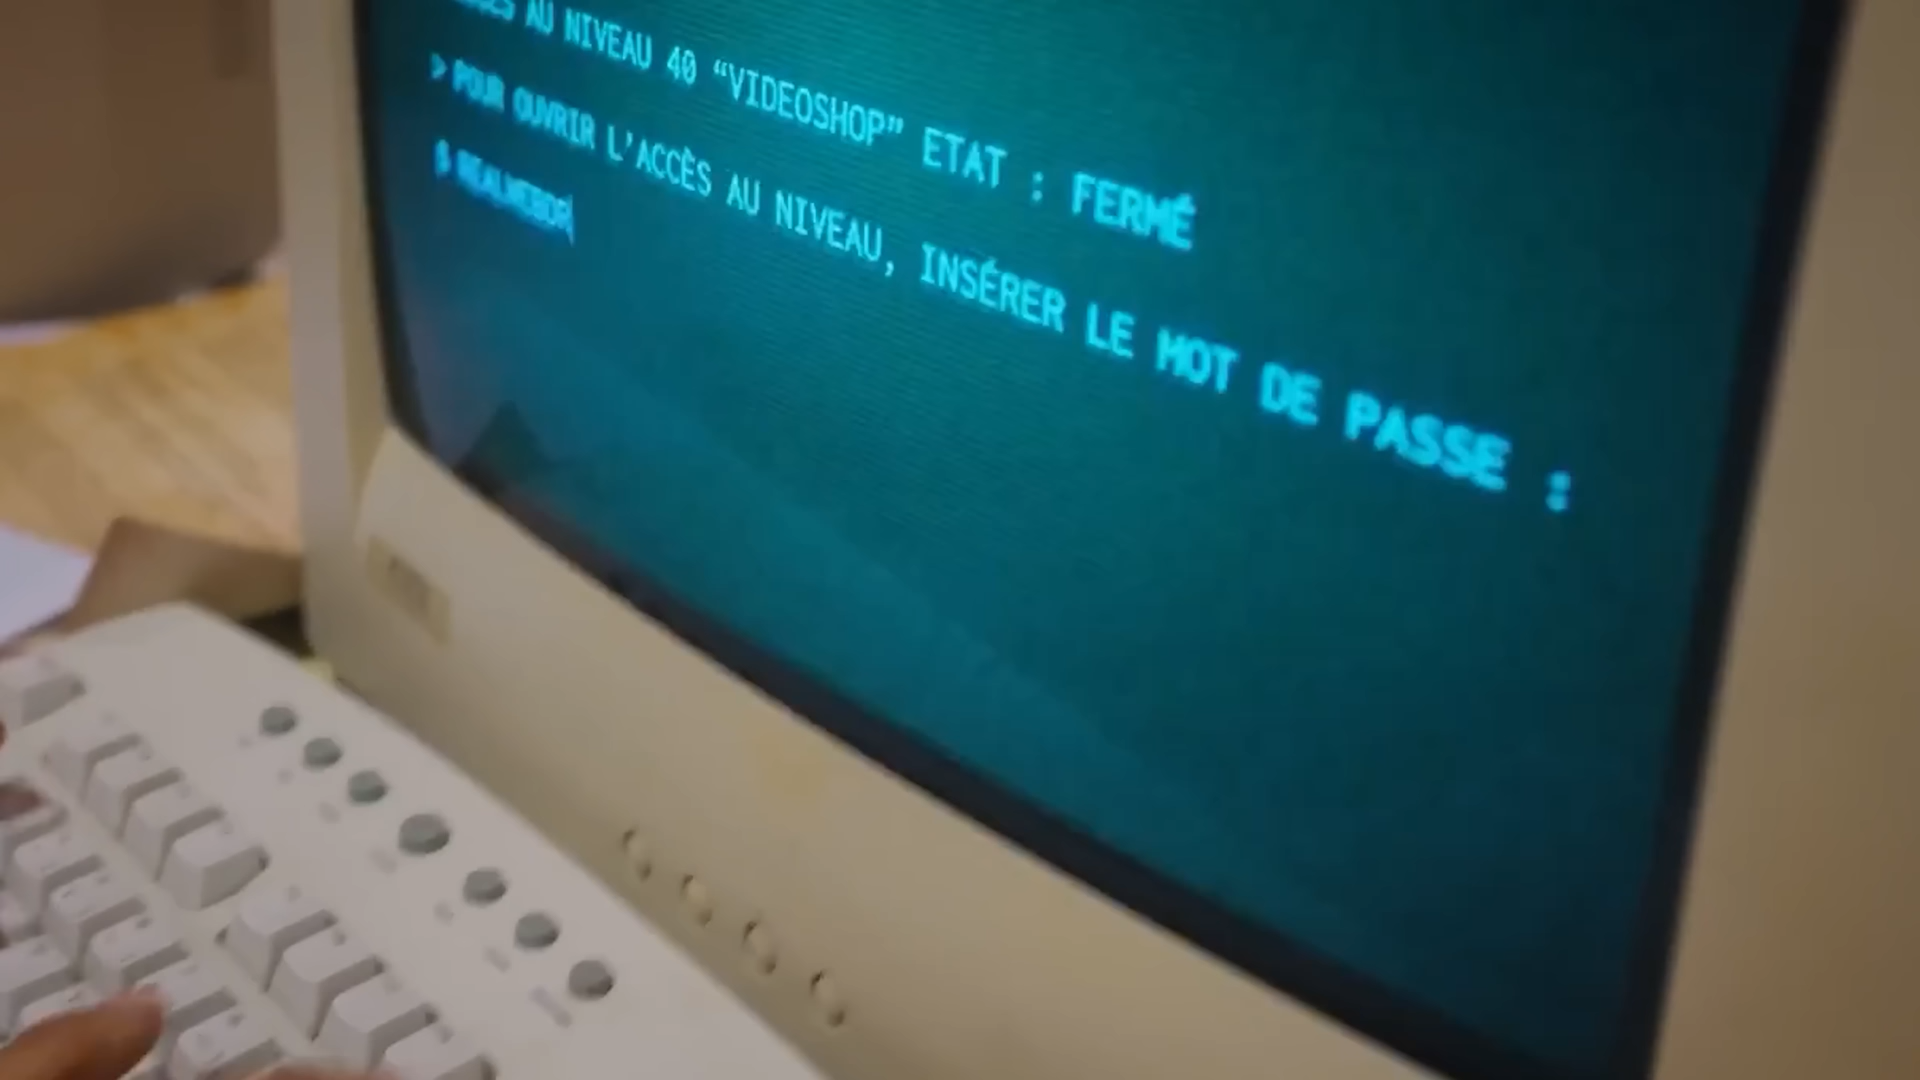 AU NIVEAU 40 “VIDEOSHOP” ETAT : FERMÉ
> POUR OUVRIR L’ACCÈS AU NIVEAU, INSÉRER LE MOT DE PASSE :